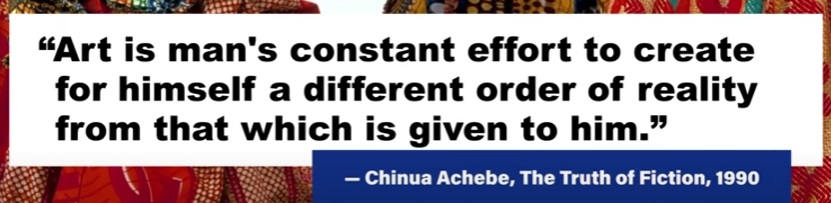 “Art is man's constant effort to create
for himself a different order of reality
from that which is given to him.”
— Chinua Achebe, The Truth of Fiction, 1990